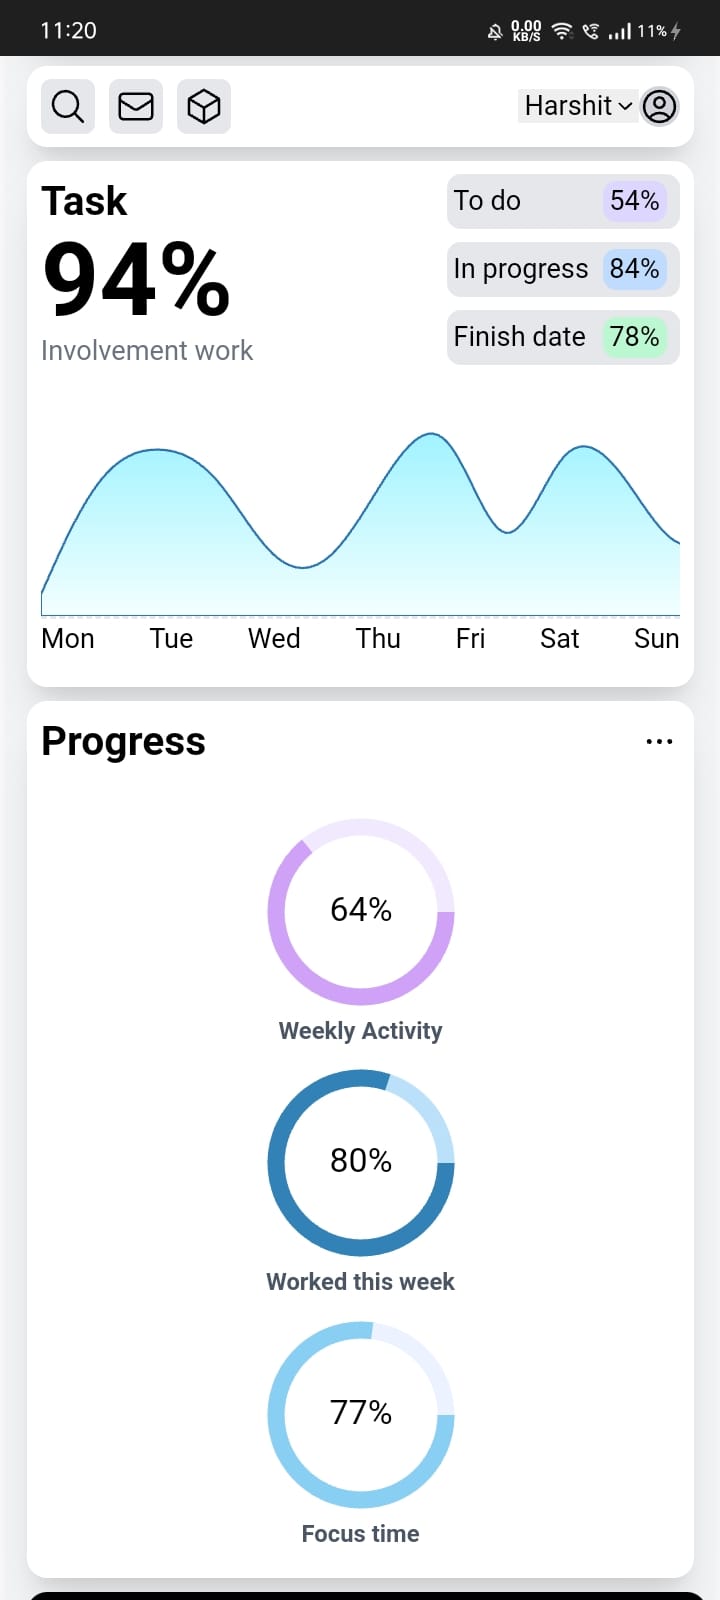 11:20 0.00 KB/S 11%
Harshit
Task
94%
Involvement work
To do 54%
In progress 84%
Finish date 78%
Mon Tue Wed Thu Fri Sat Sun
Progress
64%
Weekly Activity
80%
Worked this week
77%
Focus time